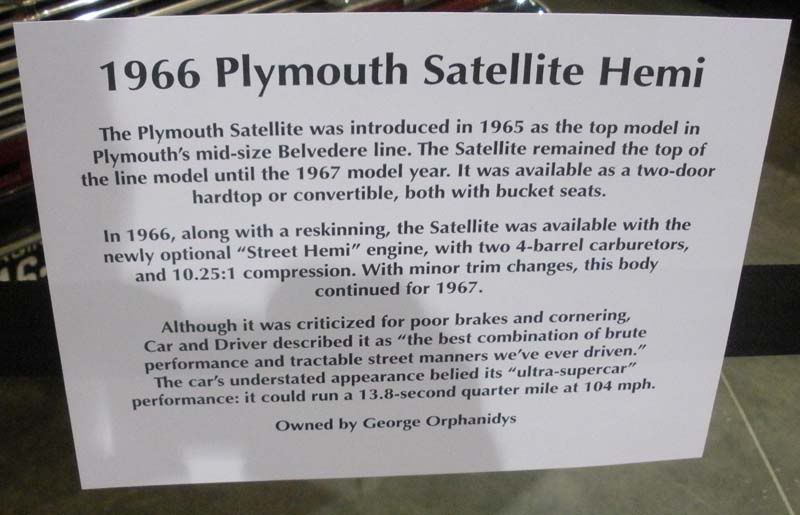 1966 Plymouth Satellite Hemi
The Plymouth Satellite was introduced in 1965 as the top model in
Plymouth's mid-size Belvedere line. The Satellite remained the top of
the line model until the 1967 model year. It was available as a two-door
hardtop or convertible, both with bucket seats.
In 1966, along with a reskinning, the Satellite was available with the
newly optional "Street Hemi" engine, with two 4-barrel carburetors,
and 10.25:1 compression. With minor trim changes, this body
continued for 1967.
Although it was criticized for poor brakes and cornering,
Car and Driver described it as "the best combination of brute
performance and tractable street manners we've ever driven."
The car's understated appearance belied its "ultra-supercar"
performance: it could run a 13.8-second quarter mile at 104 mph.
Owned by George Orphanidys